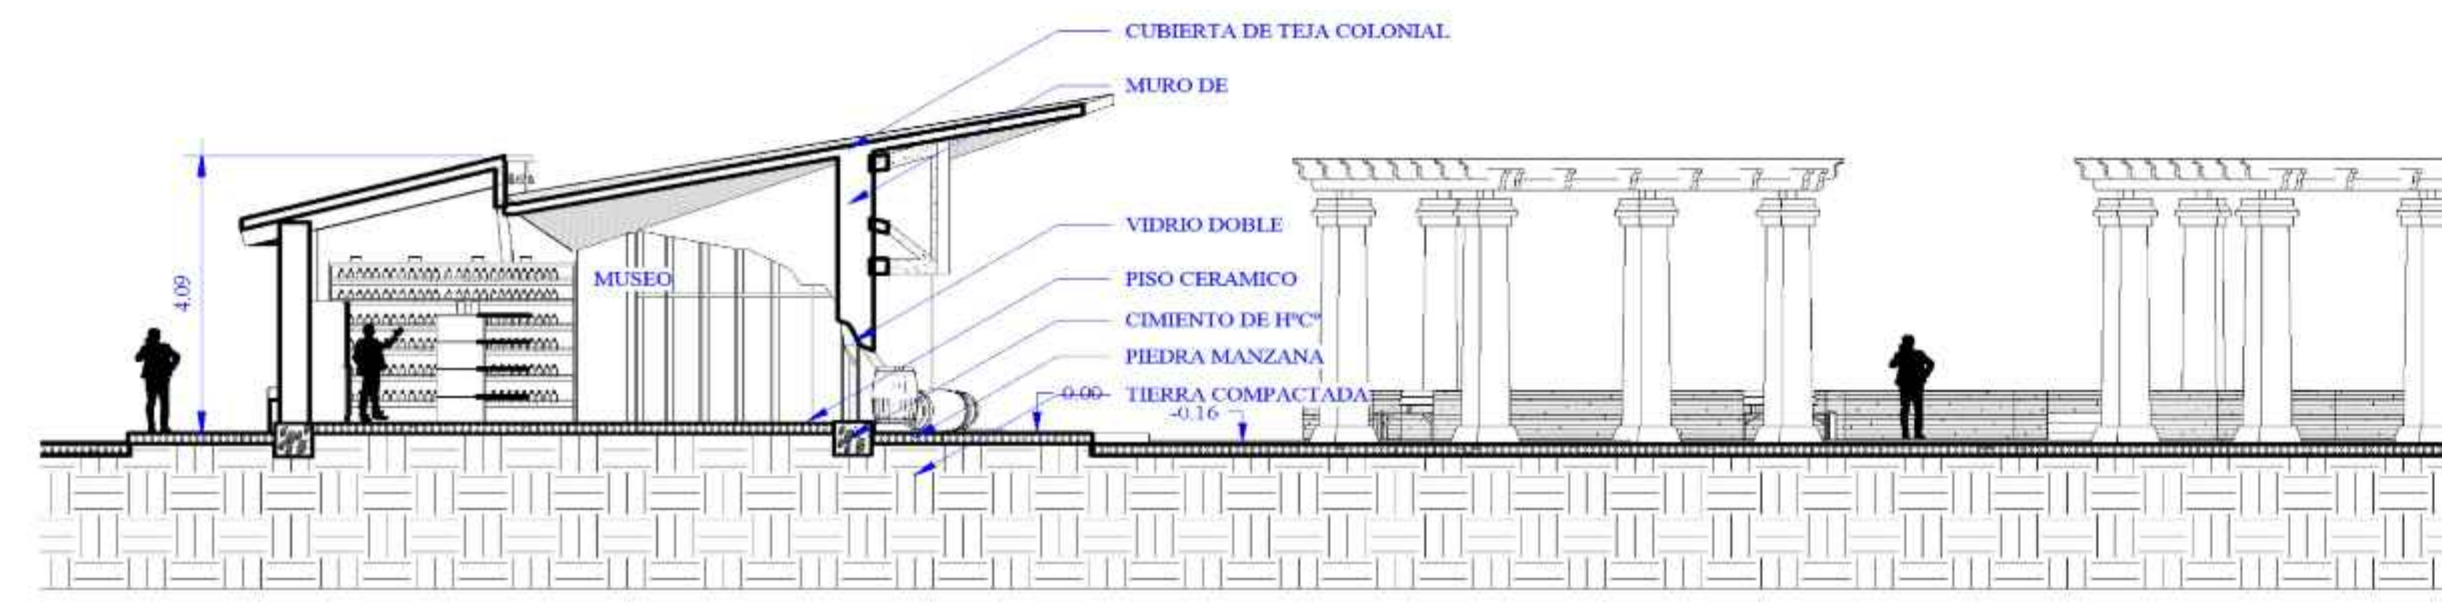 CUBIERTA DE TEJA COLONIAL
MURO DE
VIDRIO DOBLE
MUSEO
PISO CERAMICO
4.09
CIMIENTO DE HºCº
PIEDRA MANZANA
0.00
TIERRA COMPACTADA
-0.16